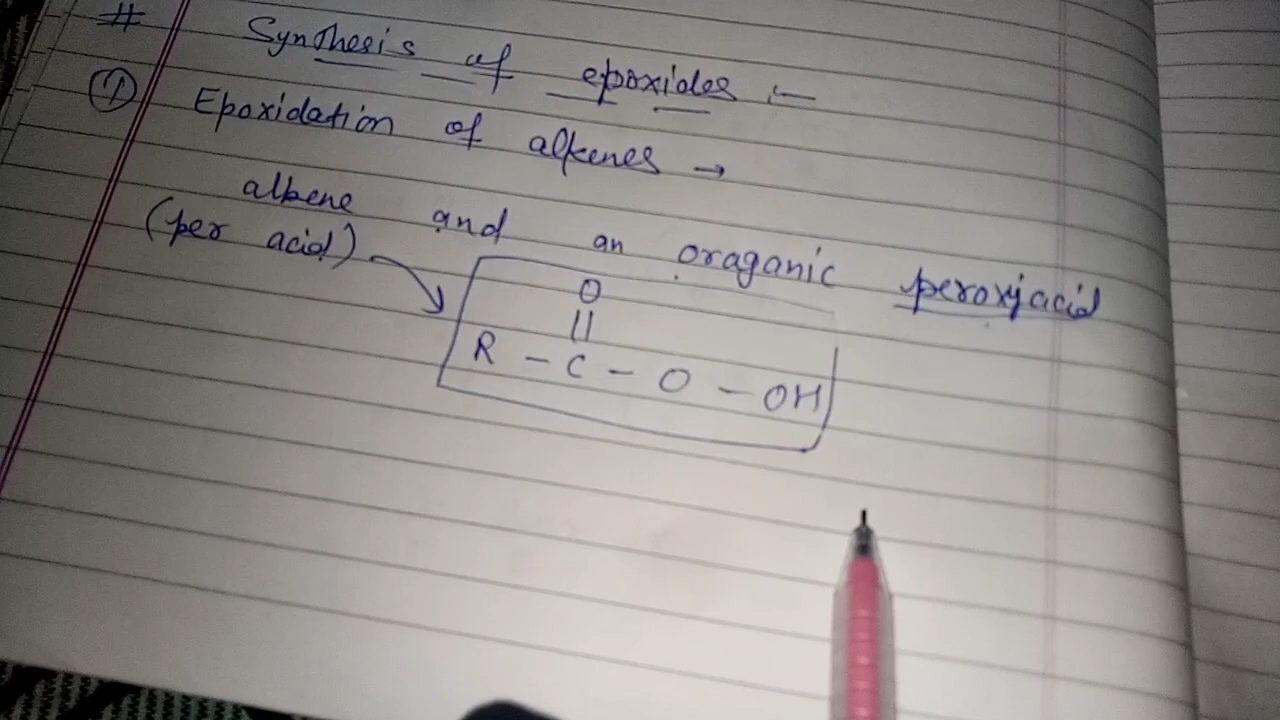 # Synthesis of epoxides :-
① Epoxidation of alkenes →
alkene and an oraganic peroxyacid
(per acid)
O
||
R - C - O - OH